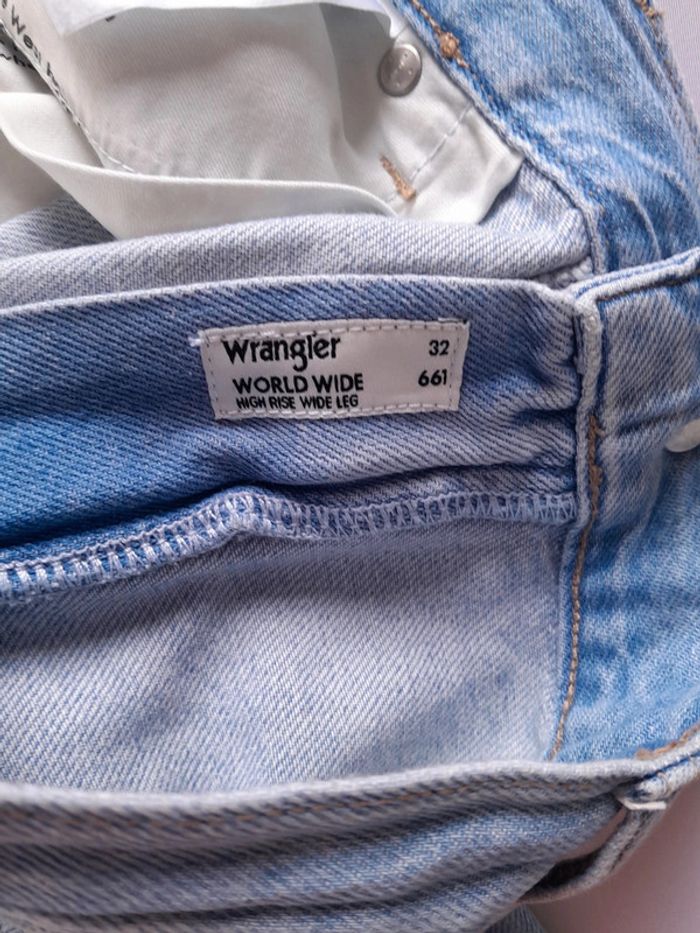 Wrangler 32
WORLD WIDE 661
HIGH RISE WIDE LEG